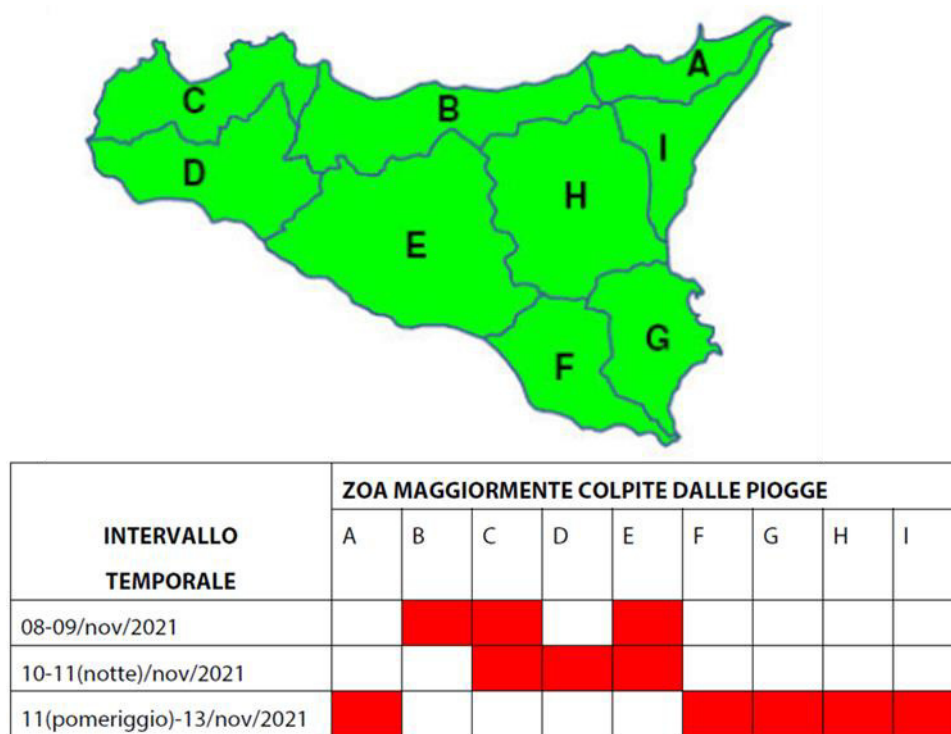 A
C
B
I
D
H
E
G
F
ZOA MAGGIORMENTE COLPITE DALLE PIOGGE
INTERVALLO
TEMPORALE
A B C D E F G H I
08-09/nov/2021
10-11(notte)/nov/2021
11(pomeriggio)-13/nov/2021